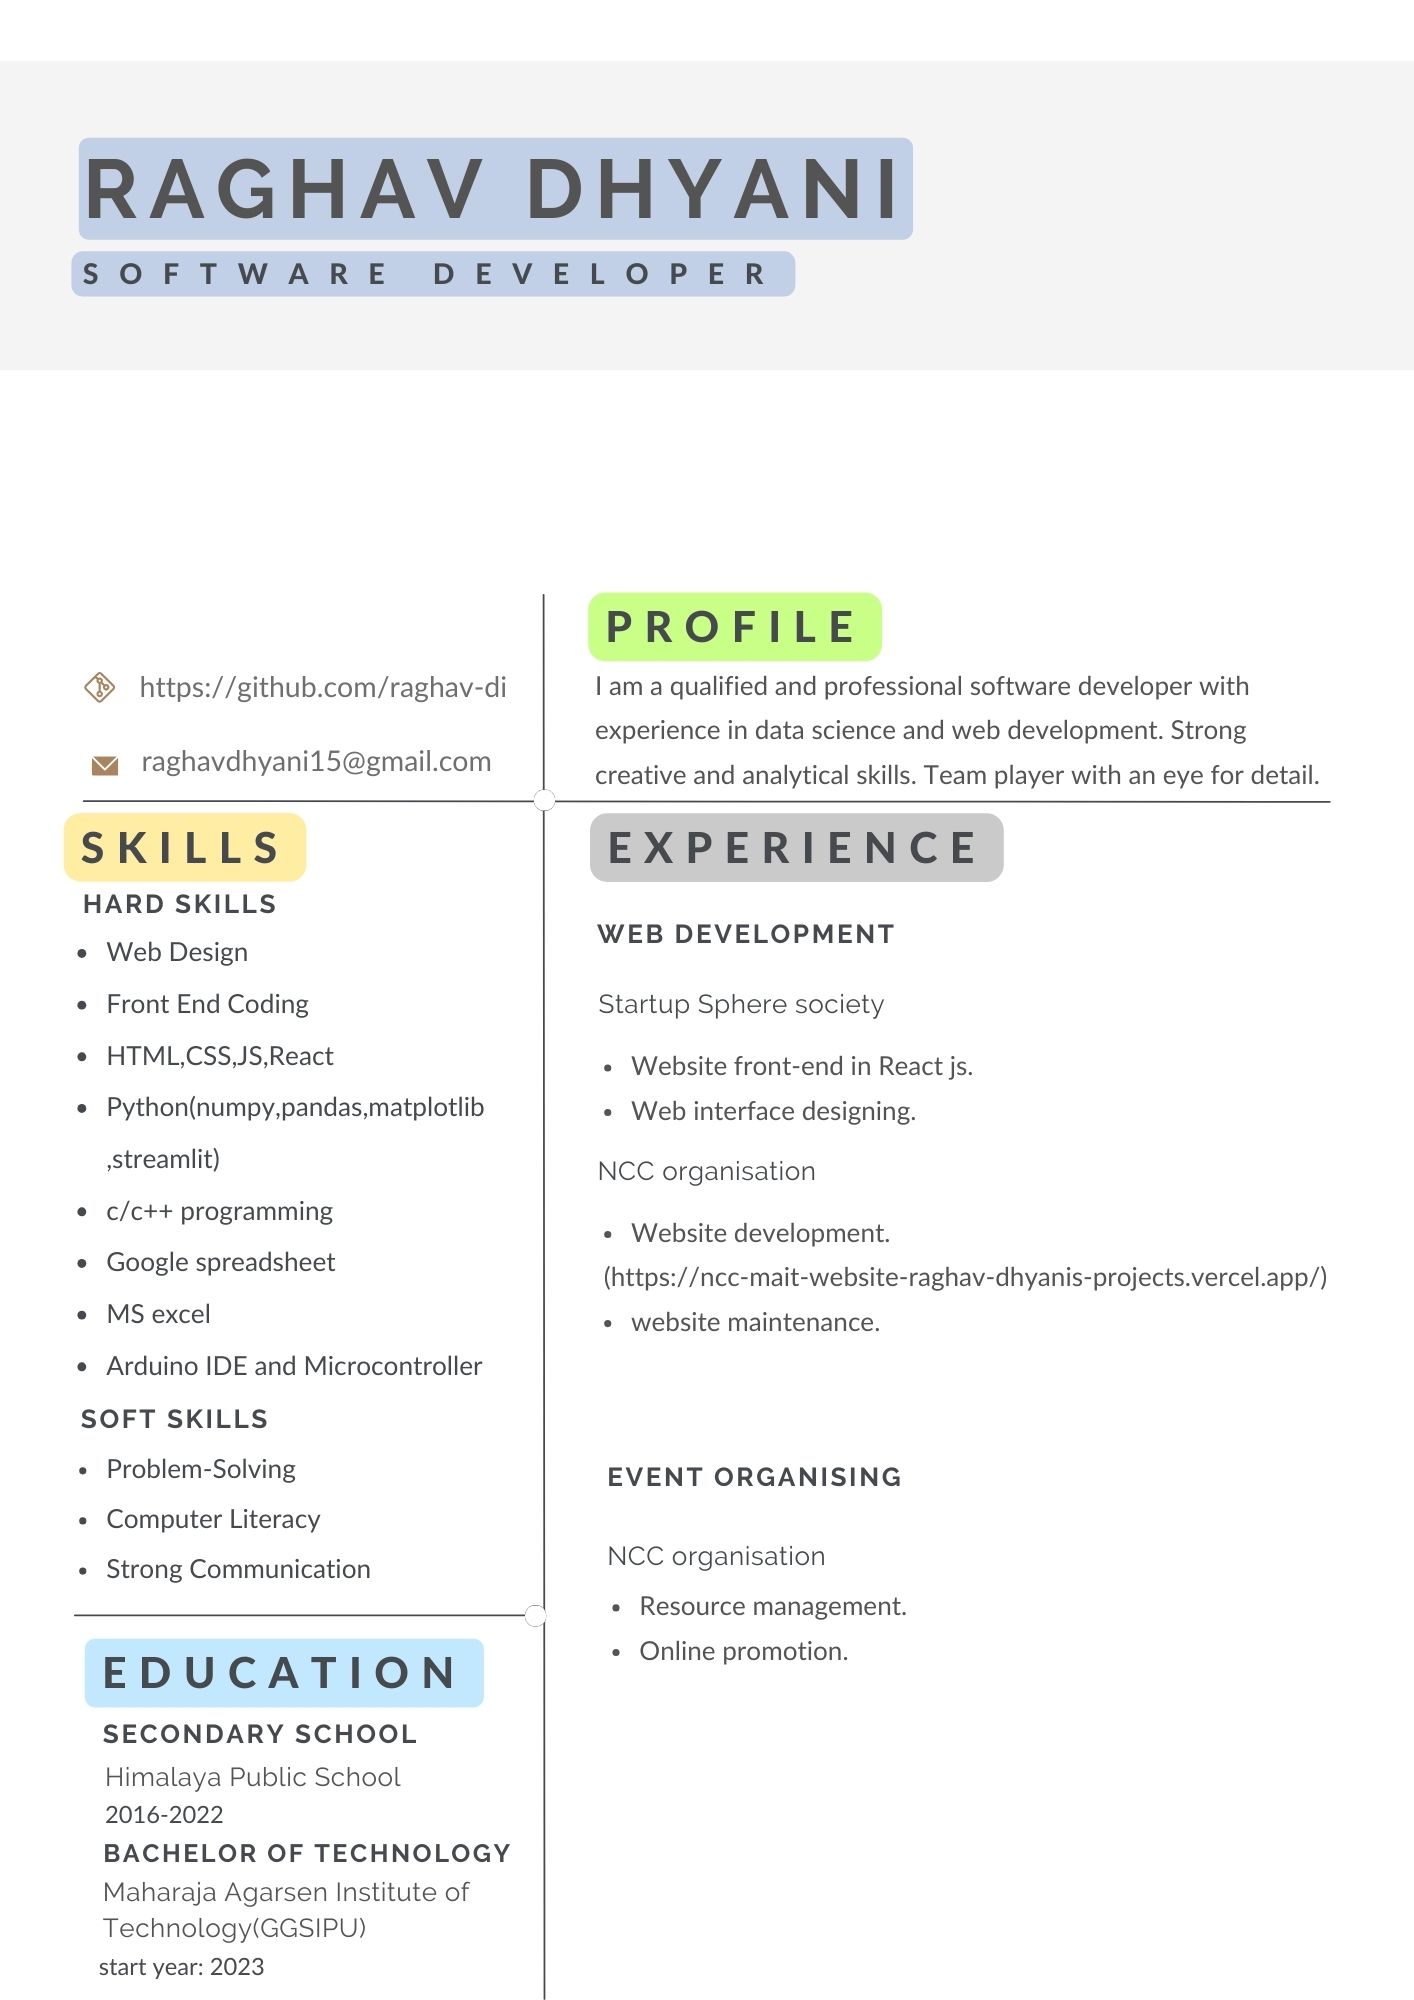 RAGHAV DHYANI
SOFTWARE DEVELOPER
https://github.com/raghav-di
raghavdhyani15@gmail.com
PROFILE
I am a qualified and professional software developer with
experience in data science and web development. Strong
creative and analytical skills. Team player with an eye for detail.
SKILLS
HARD SKILLS
• Web Design
• Front End Coding
• HTML,CSS,JS,React
• Python(numpy,pandas,matplotlib
,streamlit)
• c/c++ programming
• Google spreadsheet
• MS excel
• Arduino IDE and Microcontroller
SOFT SKILLS
• Problem-Solving
• Computer Literacy
• Strong Communication
EDUCATION
SECONDARY SCHOOL
Himalaya Public School
2016-2022
BACHELOR OF TECHNOLOGY
Maharaja Agarsen Institute of
Technology(GGSIPU)
start year: 2023
EXPERIENCE
WEB DEVELOPMENT
Startup Sphere society
• Website front-end in React js.
• Web interface designing.
NCC organisation
• Website development.
(https://ncc-mait-website-raghav-dhyanis-projects.vercel.app/)
• website maintenance.
EVENT ORGANISING
NCC organisation
• Resource management.
• Online promotion.